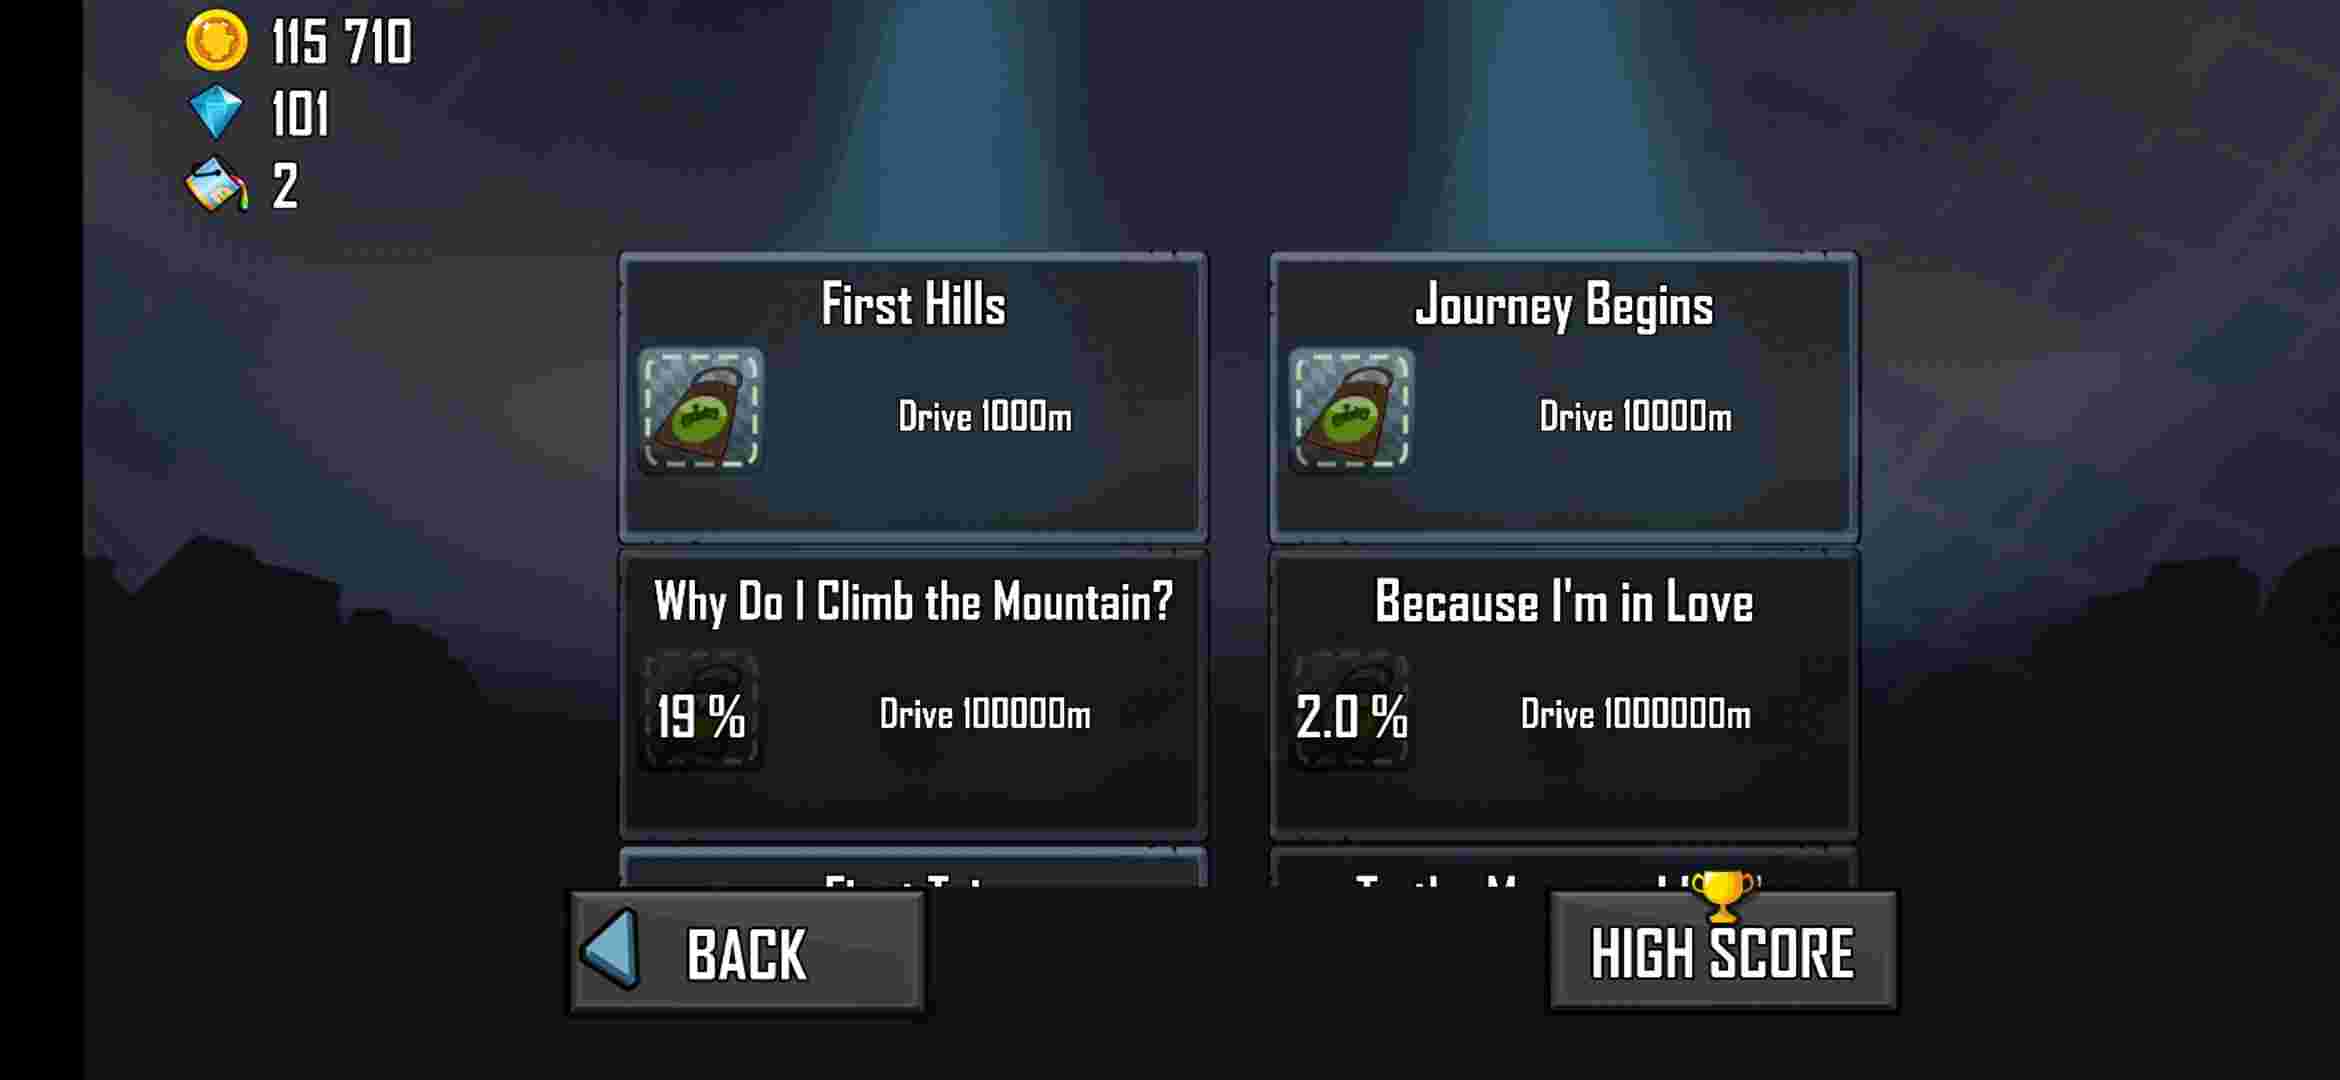 115 710
101
2
First Hills
Drive 1000m
Journey Begins
Drive 10000m
Why Do I Climb the Mountain?
19 %
Drive 100000m
Because I'm in Love
2.0 %
Drive 1000000m
BACK
HIGH SCORE